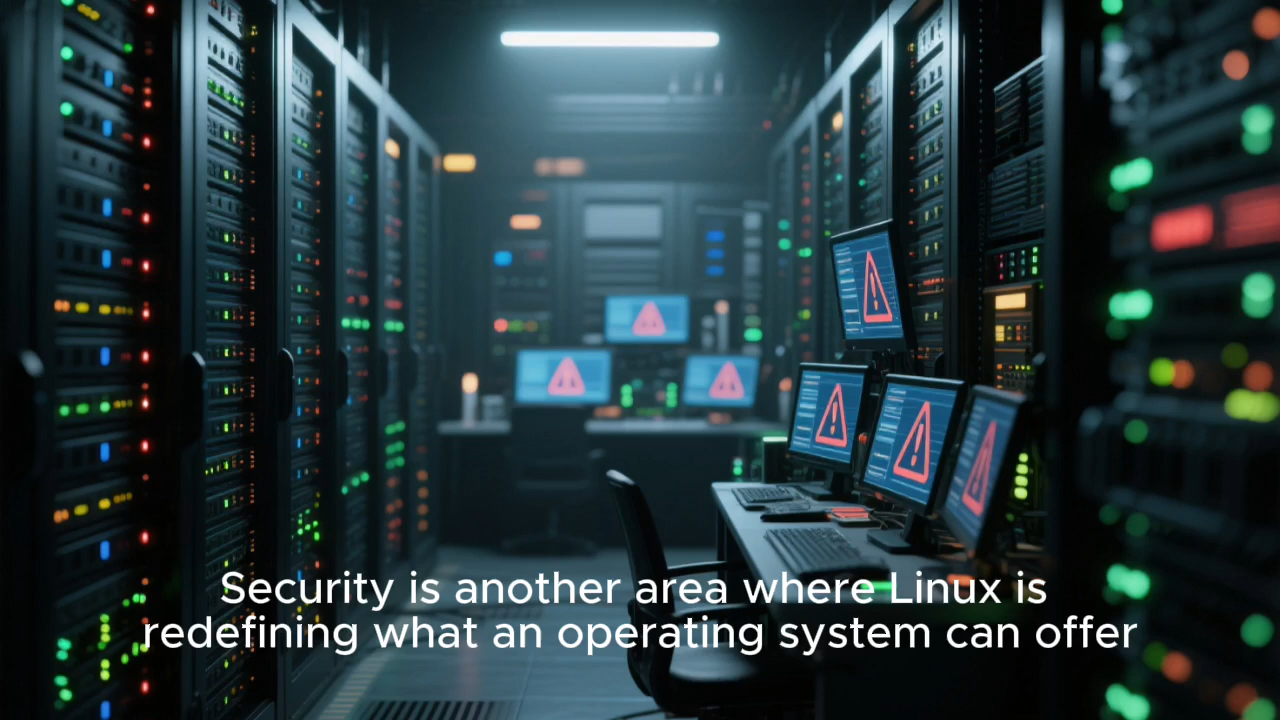 Security is another area where Linux is
redefining what an operating system can offer